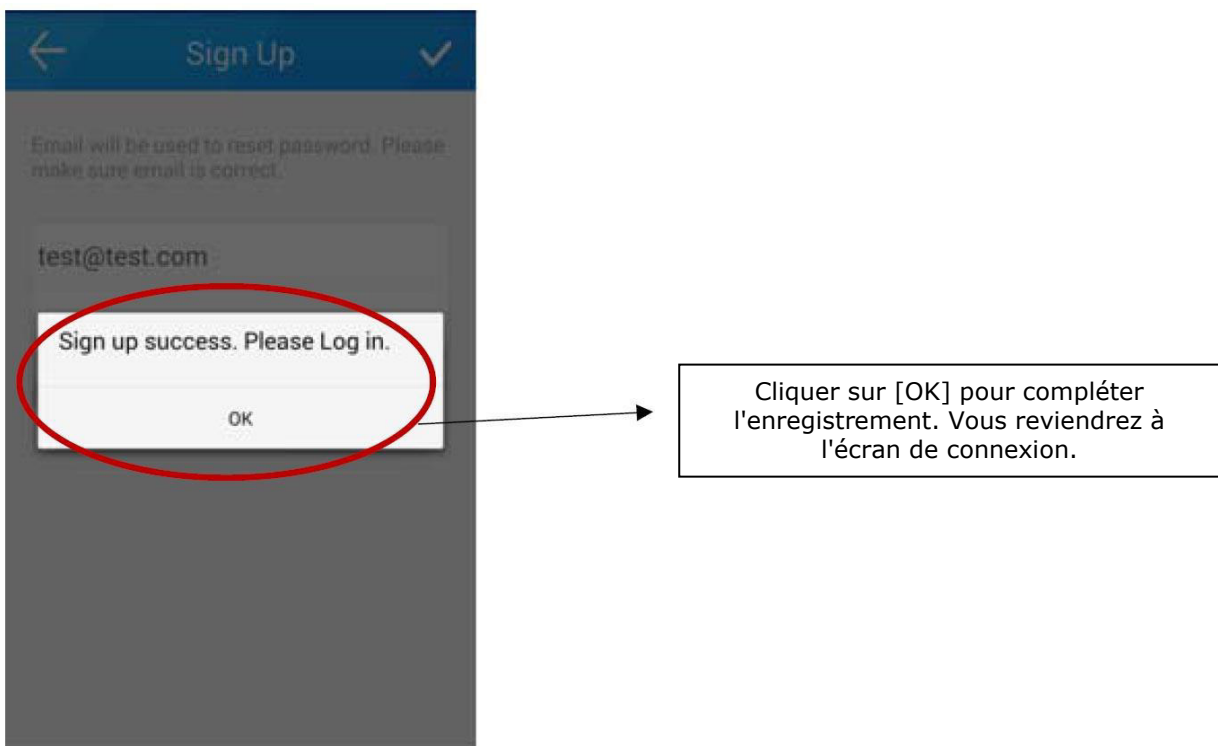 Sign Up
Email will be used to reset password. Please
make sure email is correct.
test@test.com
Sign up success. Please Log in.
OK
Cliquer sur [OK] pour compléter
l'enregistrement. Vous reviendrez à
l'écran de connexion.